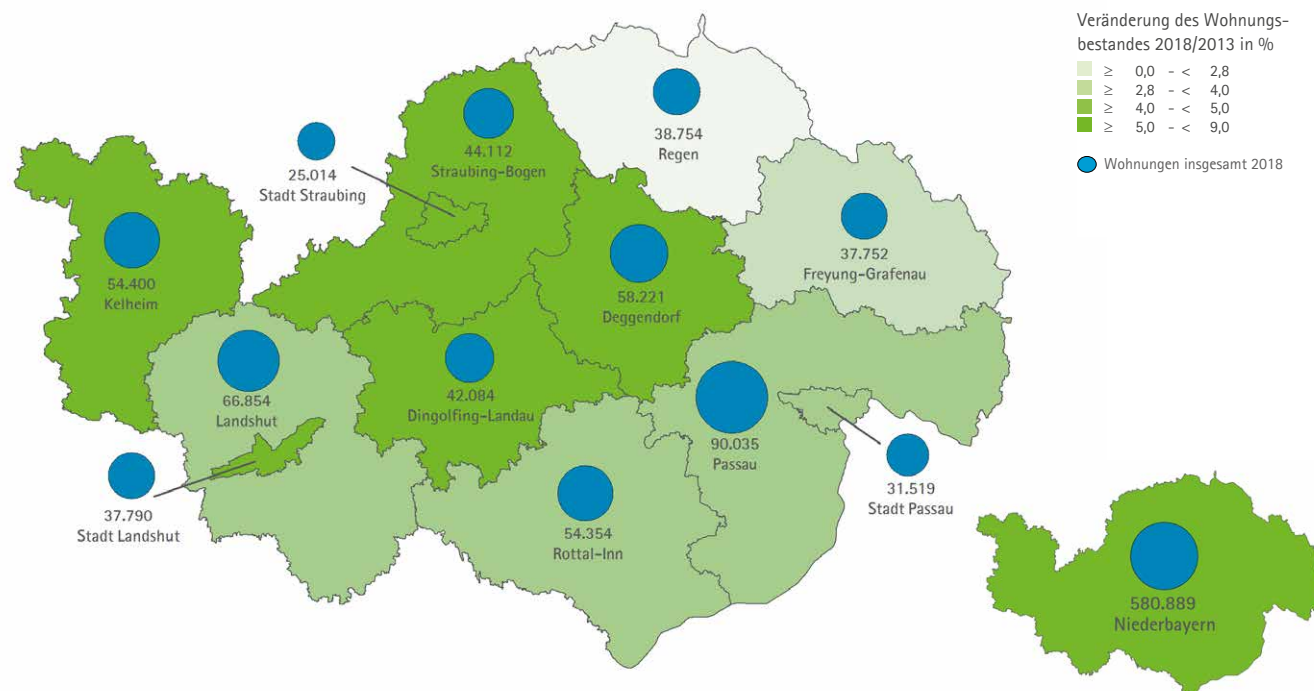 Veränderung des Wohnungs-
bestandes 2018/2013 in %
≥ 0,0 - < 2,8
≥ 2,8 - < 4,0
≥ 4,0 - < 5,0
≥ 5,0 - < 9,0
Wohnungen insgesamt 2018
38.754
Regen
44.112
Straubing-Bogen
25.014
Stadt Straubing
37.752
Freyung-Grafenau
54.400
Kelheim
58.221
Deggendorf
66.854
Landshut
42.084
Dingolfing-Landau
90.035
Passau
31.519
Stadt Passau
37.790
Stadt Landshut
54.354
Rottal-Inn
580.889
Niederbayern